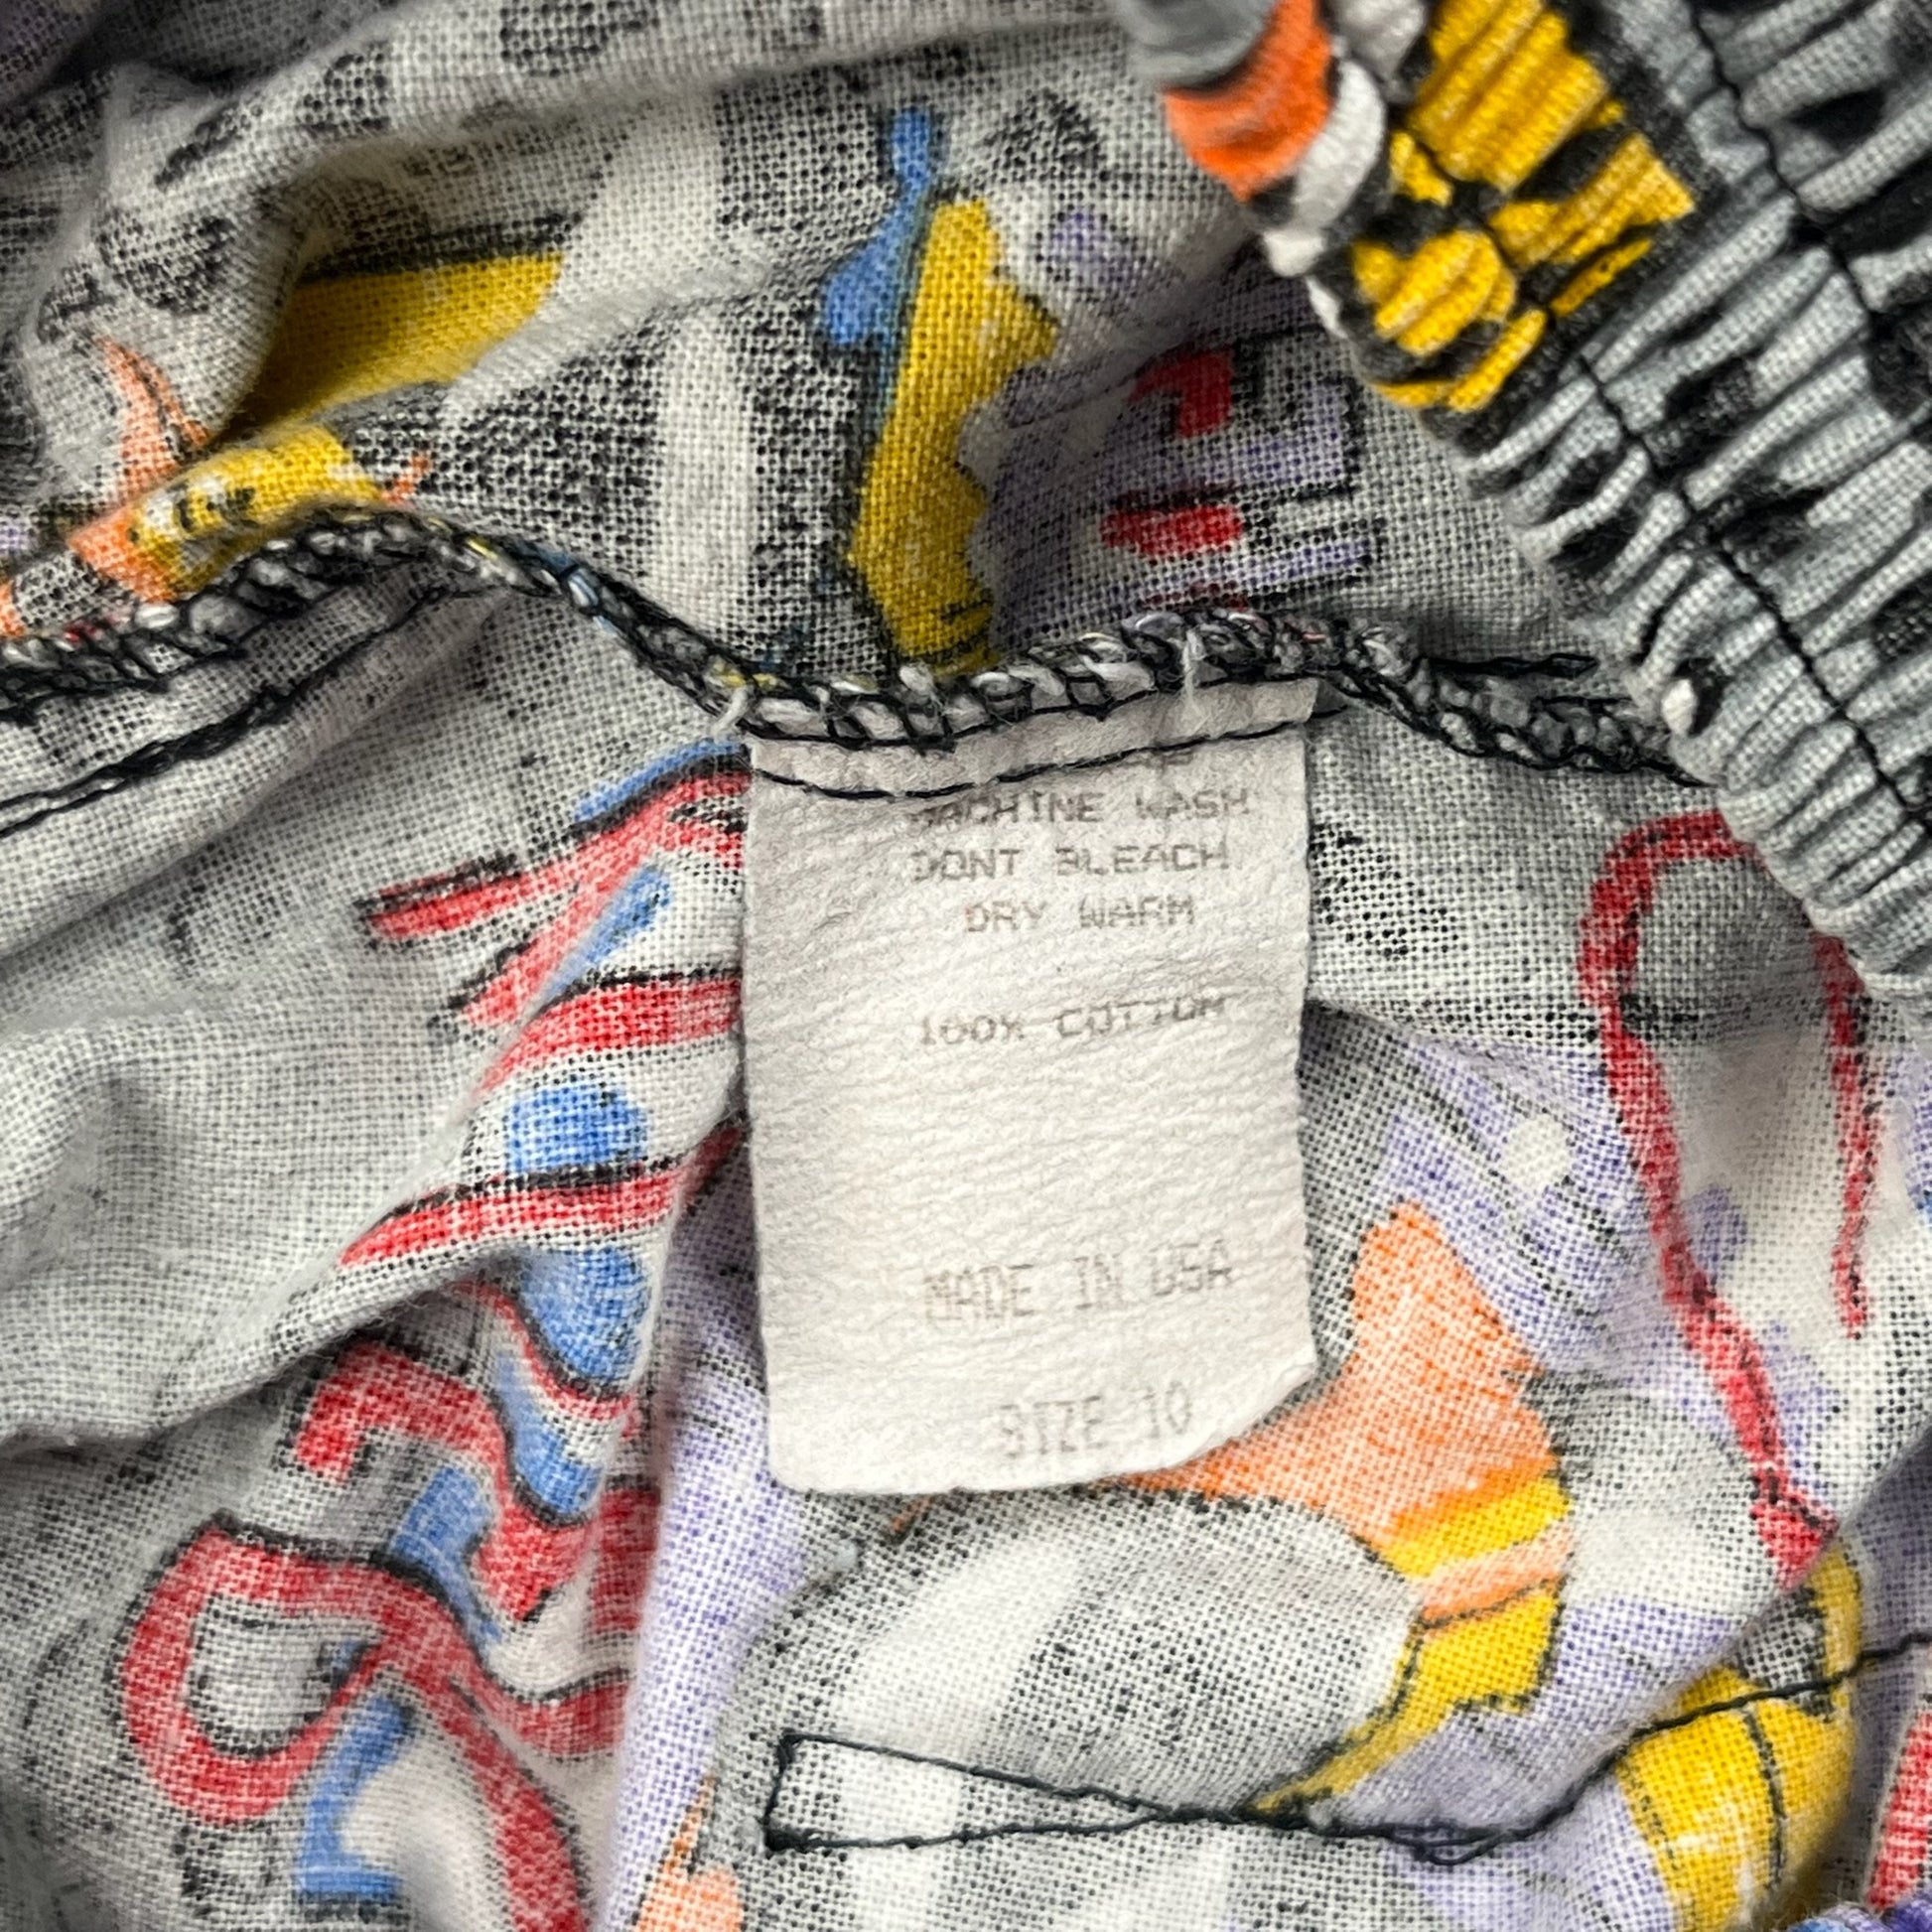 MACHINE WASH
DONT BLEACH
DRY WARM
100% COTTON
MADE IN USA
SIZE 10